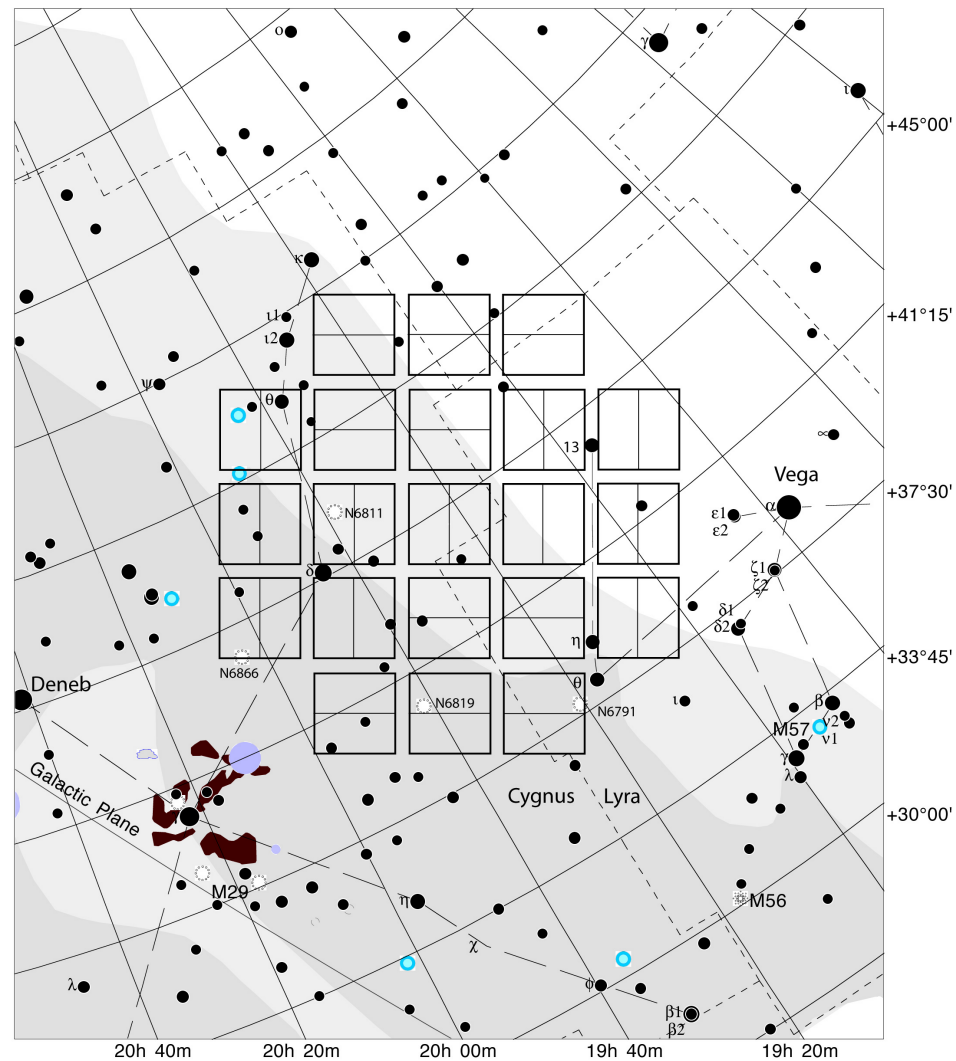 ο
γ
ι
+45°00'
κ
ι1
+41°15'
ι2
ψ
θ
∞
13
Vega
+37°30'
α
ε1
ε2
N6811
δ
ζ1
ζ2
δ1
δ2
η
N6866
+33°45'
Deneb
θ
ι
β
N6819
N6791
ν2
M57
ν1
γ
λ
Galactic Plane
Cygnus
Lyra
+30°00'
γ
M29
η
M56
χ
λ
φ
β1
β2
20h 40m
20h 20m
20h 00m
19h 40m
19h 20m